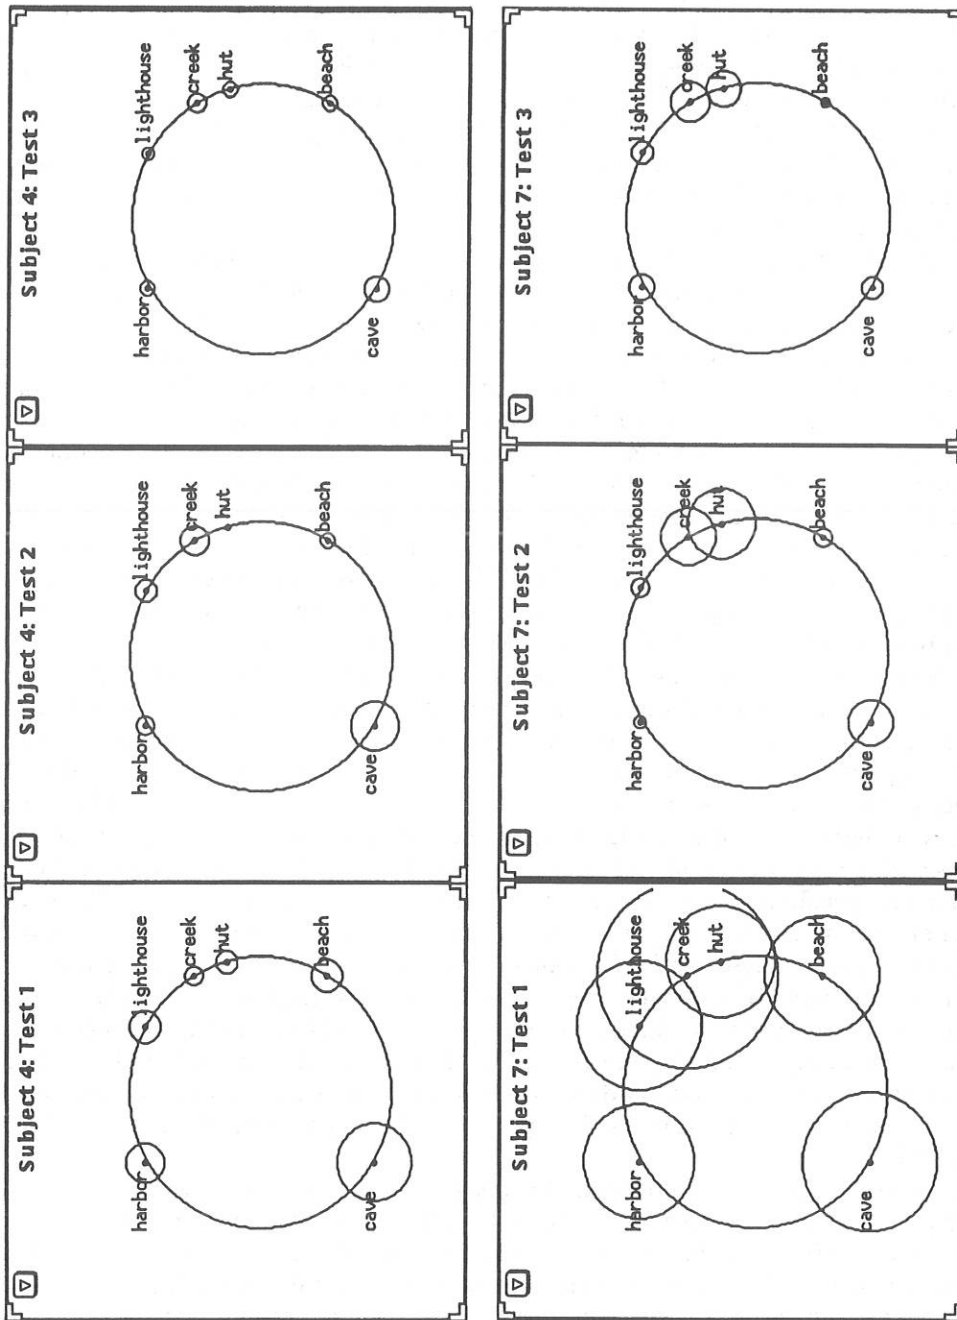 Subject 4: Test 1
harbor
lighthouse
creek
hut
beach
cave
Subject 4: Test 2
harbor
lighthouse
creek
hut
beach
cave
Subject 4: Test 3
harbor
lighthouse
creek
hut
beach
cave
Subject 7: Test 1
harbor
lighthouse
creek
hut
beach
cave
Subject 7: Test 2
harbor
lighthouse
creek
hut
beach
cave
Subject 7: Test 3
harbor
lighthouse
creek
hut
beach
cave